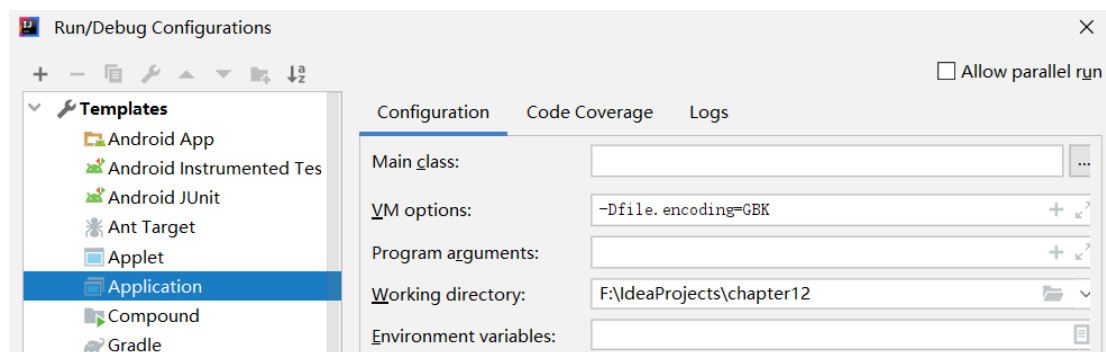 Run/Debug Configurations
Allow parallel run
Templates
Android App
Android Instrumented Tes
Android JUnit
Ant Target
Applet
Application
Compound
Gradle
Configuration Code Coverage Logs
Main class:
...
VM options:
-Dfile.encoding=GBK
Program arguments:
Working directory:
F:\IdeaProjects\chapter12
Environment variables: